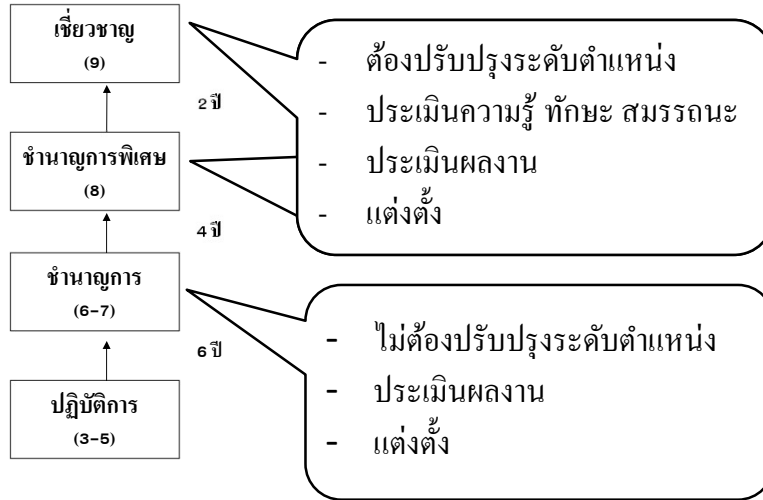 เชี่ยวชาญ
(9)
2 ปี
ชำนาญการพิเศษ
(8)
4 ปี
ชำนาญการ
(6-7)
6 ปี
ปฏิบัติการ
(3-5)
- ต้องปรับปรุงระดับตำแหน่ง
- ประเมินความรู้ ทักษะ สมรรถนะ
- ประเมินผลงาน
- แต่งตั้ง
- ไม่ต้องปรับปรุงระดับตำแหน่ง
- ประเมินผลงาน
- แต่งตั้ง